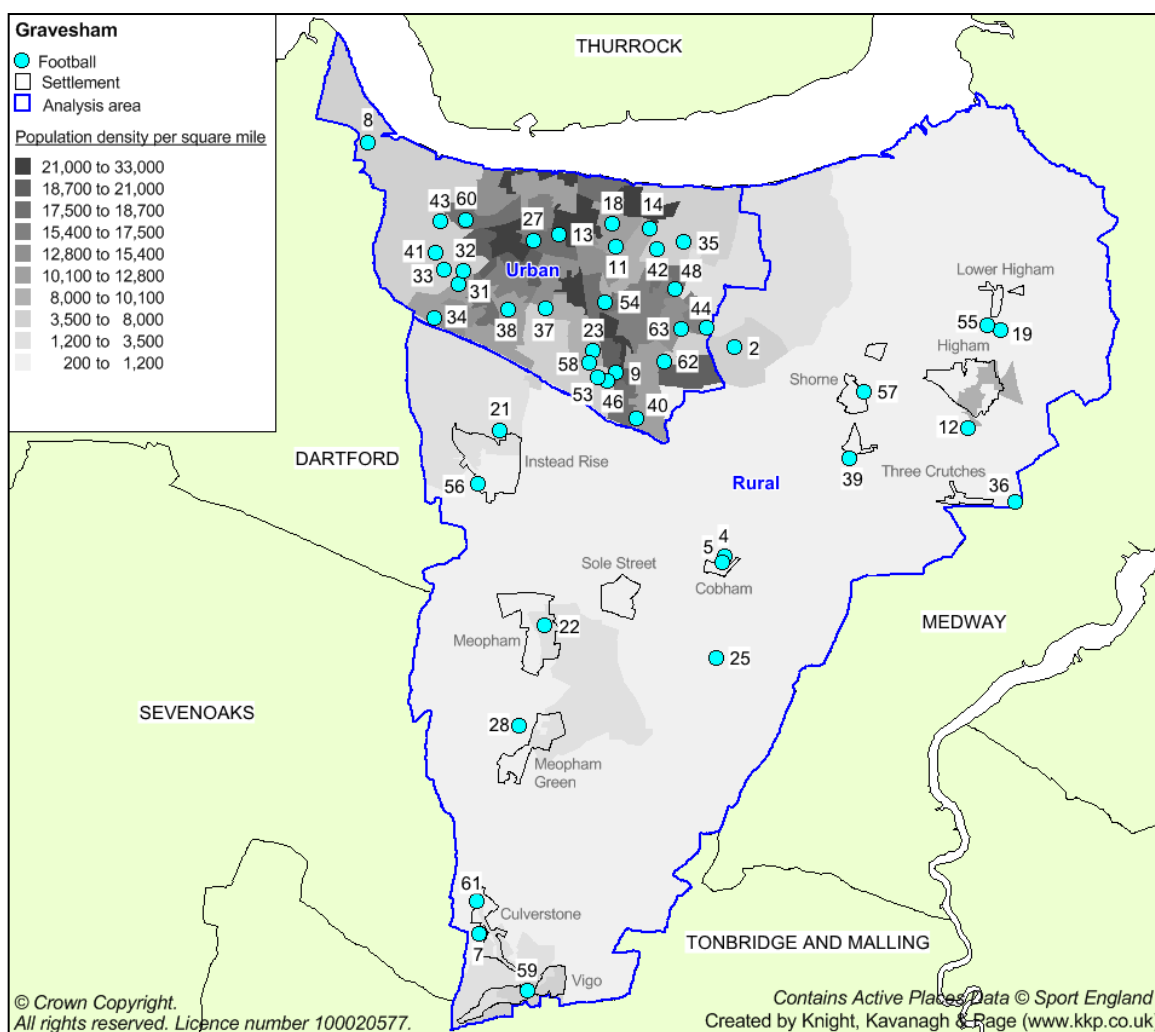 Gravesham
Football
Settlement
Analysis area
Population density per square mile
21,000 to 33,000
18,700 to 21,000
17,500 to 18,700
15,400 to 17,500
12,800 to 15,400
10,100 to 12,800
8,000 to 10,100
3,500 to 8,000
1,200 to 3,500
200 to 1,200
THURROCK
8
43
60
27
18
14
13
35
41
32
11
42
48
33
Urban
31
54
34
38
37
23
63
44
2
58
9
62
53
46
40
Lower Higham
55
19
Higham
Shorne
57
12
21
DARTFORD
Instead Rise
56
Rural
39
Three Crutches
36
4
5
Sole Street
Cobham
MEDWAY
Meopham
22
25
SEVENOAKS
28
Meopham
Green
61
Culverstone
7
TONBRIDGE AND MALLING
59
Vigo
© Crown Copyright.
All rights reserved. Licence number 100020577.
Contains Active Places Data © Sport England
Created by Knight, Kavanagh & Page (www.kkp.co.uk)